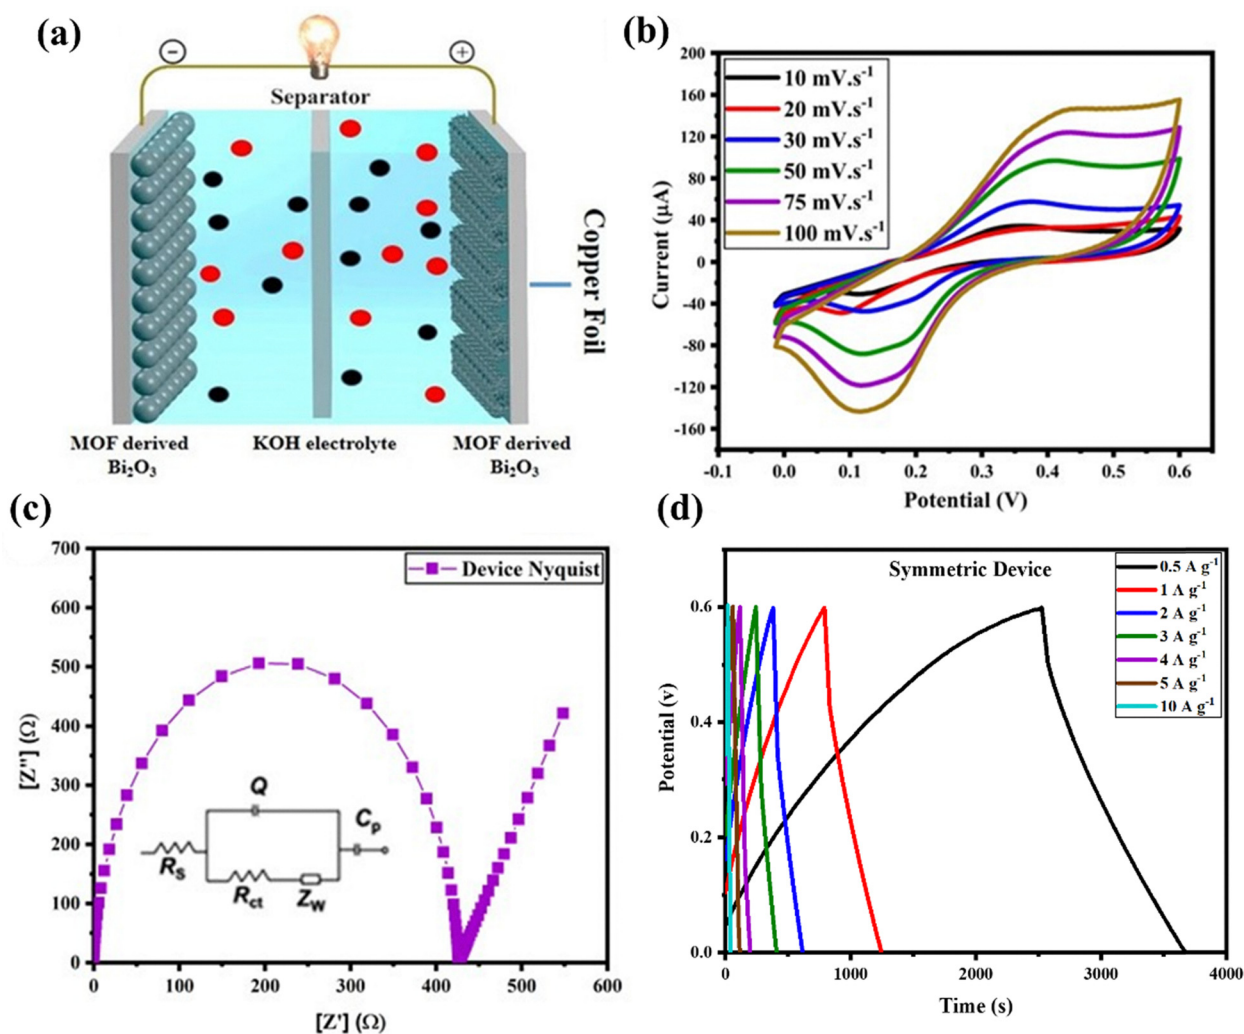 (a)
−
+
Separator
Copper Foil
MOF derived
Bi₂O₃
KOH electrolyte
MOF derived
Bi₂O₃
(b)
200
160
120
80
40
0
-40
-80
-120
-160
Current (µA)
10 mV.s⁻¹
20 mV.s⁻¹
30 mV.s⁻¹
50 mV.s⁻¹
75 mV.s⁻¹
100 mV.s⁻¹
-0.1 0.0 0.1 0.2 0.3 0.4 0.5 0.6
Potential (V)
(c)
700
600
500
400
300
200
100
0
[Z''] (Ω)
Device Nyquist
Q
Cp
Rs
Rct
Zw
0 100 200 300 400 500 600
[Z'] (Ω)
(d)
Symmetric Device
0.5 A g⁻¹
1 A g⁻¹
2 A g⁻¹
3 A g⁻¹
4 A g⁻¹
5 A g⁻¹
10 A g⁻¹
0.6
0.4
0.2
0.0
Potential (v)
0 1000 2000 3000 4000
Time (s)